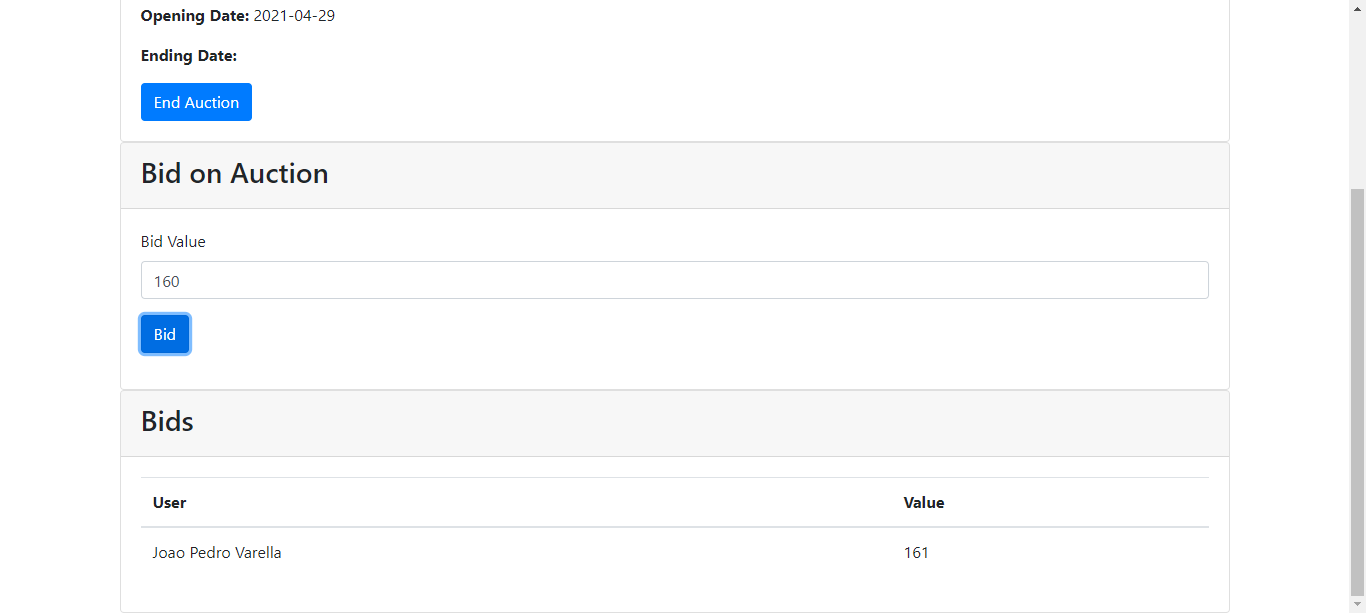 Opening Date: 2021-04-29
Ending Date:
End Auction
Bid on Auction
Bid Value
160
Bid
Bids
User Value
Joao Pedro Varella 161